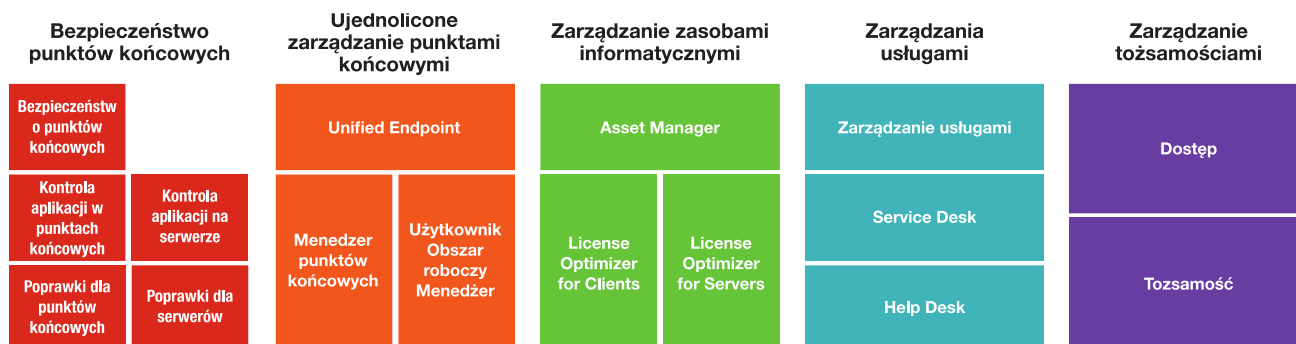 Bezpieczeństwo
punktów końcowych
Bezpieczeństw
o punktów
końcowych
Kontrola
aplikacji w
punktach
końcowych
Kontrola
aplikacji na
serwerze
Poprawki dla
punktów
końcowych
Poprawki dla
serwerów
Ujednolicone
zarządzanie punktami
końcowymi
Unified Endpoint
Menedzer
punktów
końcowych
Użytkownik
Obszar
roboczy
Menedżer
Zarządzanie zasobami
informatycznymi
Asset Manager
License
Optimizer
for Clients
License
Optimizer
for Servers
Zarządzania
usługami
Zarządzanie usługami
Service Desk
Help Desk
Zarządzanie
tożsamościami
Dostęp
Tozsamość